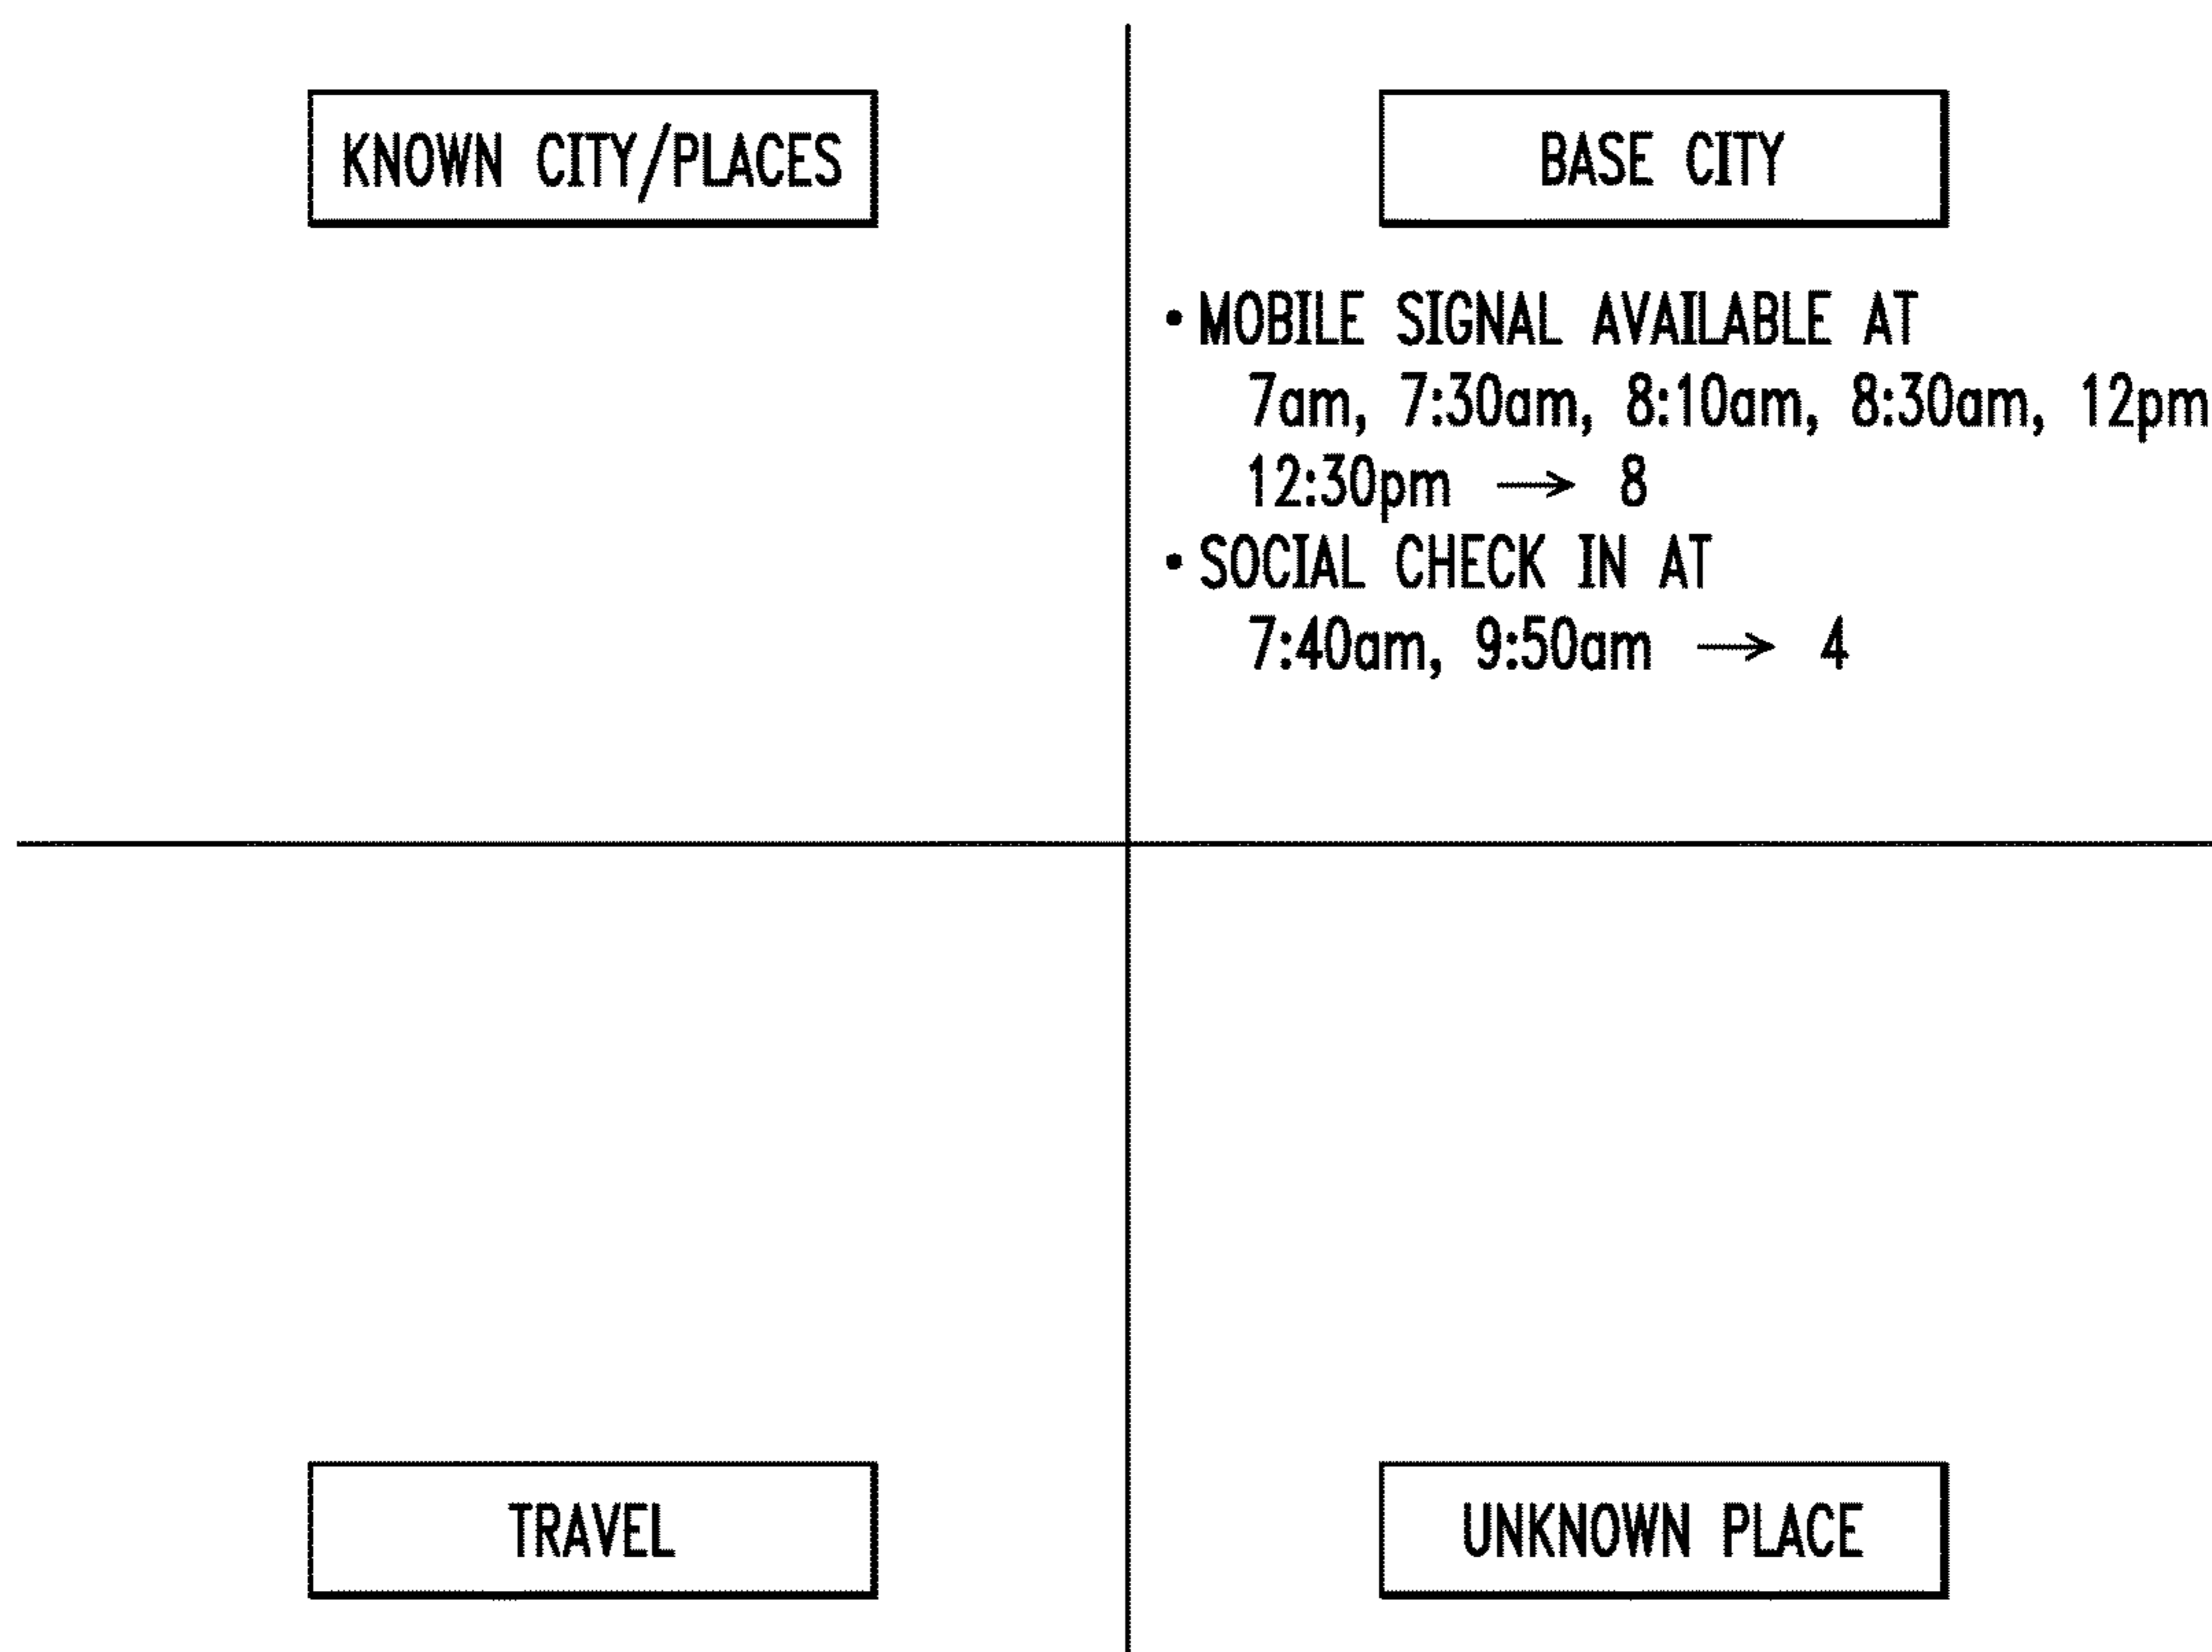 KNOWN CITY/PLACES
BASE CITY
• MOBILE SIGNAL AVAILABLE AT
7am, 7:30am, 8:10am, 8:30am, 12pm
12:30pm → 8
• SOCIAL CHECK IN AT
7:40am, 9:50am → 4
TRAVEL
UNKNOWN PLACE